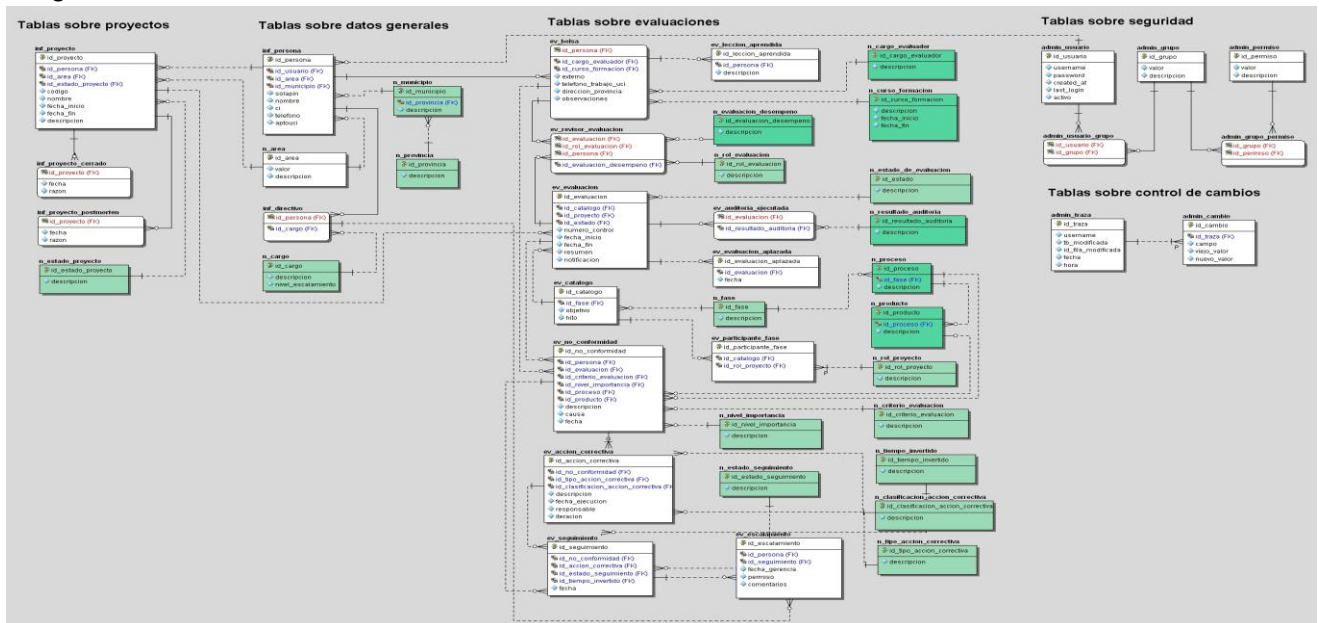 Tablas sobre proyectos
inf_proyecto
id_proyecto
id_persona (FK)
id_area (FK)
id_estado_proyecto (FK)
codigo
nombre
fecha_inicio
fecha_fin
descripcion
inf_proyecto_cerrado
id_proyecto (FK)
fecha
razon
inf_proyecto_postmorten
id_proyecto (FK)
fecha
razon
n_estado_proyecto
id_estado_proyecto
descripcion
Tablas sobre datos generales
inf_persona
id_persona
id_usuario (FK)
id_area (FK)
id_municipio (FK)
solapin
nombre
ci
telefono
aptouci
n_municipio
id_municipio
id_provincia (FK)
descripcion
n_area
id_area
valor
descripcion
n_provincia
id_provincia
descripcion
inf_directivo
id_persona (FK)
id_cargo (FK)
n_cargo
id_cargo
descripcion
nivel_escalamiento
Tablas sobre evaluaciones
ev_bolsa
id_persona (FK)
id_cargo_evaluador (FK)
id_curso_formacion (FK)
externo
telefono_trabajo_uci
direccion_provincia
observaciones
ev_leccion_aprendida
id_leccion_aprendida
id_persona (FK)
descripcion
n_cargo_evaluador
id_cargo_evaluador
descripcion
n_curso_formacion
id_curso_formacion
descripcion
fecha_inicio
fecha_fin
n_evaluacion_desempeno
id_evaluacion_desempeno
descripcion
ev_revisor_evaluacion
id_evaluacion (FK)
id_rol_evaluacion (FK)
id_persona (FK)
id_evaluacion_desempeno (FK)
n_rol_evaluacion
id_rol_evaluacion
descripcion
n_estado_de_evaluacion
id_estado
descripcion
ev_evaluacion
id_evaluacion
id_catalogo (FK)
id_proyecto (FK)
id_estado (FK)
numero_control
fecha_inicio
fecha_fin
resumen
notificacion
ev_auditoria_ejecutada
id_evaluacion (FK)
id_resultado_auditoria (FK)
n_resultado_auditoria
id_resultado_auditoria
descripcion
ev_evaluacion_aplazada
id_evaluacion_aplazada
id_evaluacion (FK)
fecha
n_proceso
id_proceso
id_fase (FK)
descripcion
ev_catalogo
id_catalogo
id_fase (FK)
objetivo
hito
n_fase
id_fase
descripcion
n_producto
id_producto
id_proceso (FK)
descripcion
ev_participante_fase
id_participante_fase
id_catalogo (FK)
id_rol_proyecto (FK)
n_rol_proyecto
id_rol_proyecto
descripcion
ev_no_conformidad
id_no_conformidad
id_persona (FK)
id_evaluacion (FK)
id_criterio_evaluacion (FK)
id_nivel_importancia (FK)
id_proceso (FK)
id_producto (FK)
descripcion
causa
fecha
n_criterio_evaluacion
id_criterio_evaluacion
descripcion
n_nivel_importancia
id_nivel_importancia
descripcion
ev_accion_correctiva
id_accion_correctiva
id_no_conformidad (FK)
id_tipo_accion_correctiva (FK)
id_clasificacion_accion_correctiva (FK)
descripcion
fecha_ejecucion
responsable
iteracion
n_estado_seguimiento
id_estado_seguimiento
descripcion
n_tiempo_invertido
id_tiempo_invertido
descripcion
n_clasificacion_accion_correctiva
id_clasificacion_accion_correctiva
descripcion
n_tipo_accion_correctiva
id_tipo_accion_correctiva
descripcion
ev_seguimiento
id_seguimiento
id_no_conformidad (FK)
id_accion_correctiva (FK)
id_estado_seguimiento (FK)
id_tiempo_invertido (FK)
fecha
ev_escalamiento
id_escalamiento
id_persona (FK)
id_seguimiento (FK)
fecha_gerencia
permiso
comentarios
Tablas sobre seguridad
admin_usuario
id_usuario
username
password
created_at
last_login
activo
admin_grupo
id_grupo
valor
descripcion
admin_permiso
id_permiso
valor
descripcion
admin_usuario_grupo
id_usuario (FK)
id_grupo (FK)
admin_grupo_permiso
id_grupo (FK)
id_permiso (FK)
Tablas sobre control de cambios
admin_traza
id_traza
username
tb_modificada
id_fila_modificada
fecha
hora
admin_cambio
id_cambio
id_traza (FK)
campo
viejo_valor
nuevo_valor
P
P